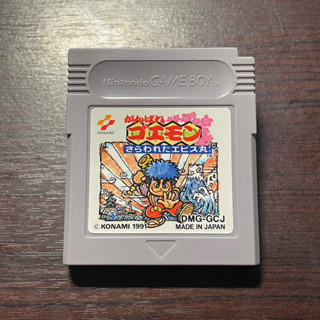 Nintendo GAME BOY™
KONAMI
がんばれ
ゴエモン
さらわれたエビス丸
DMG-GCJ
© KONAMI 1991
MADE IN JAPAN